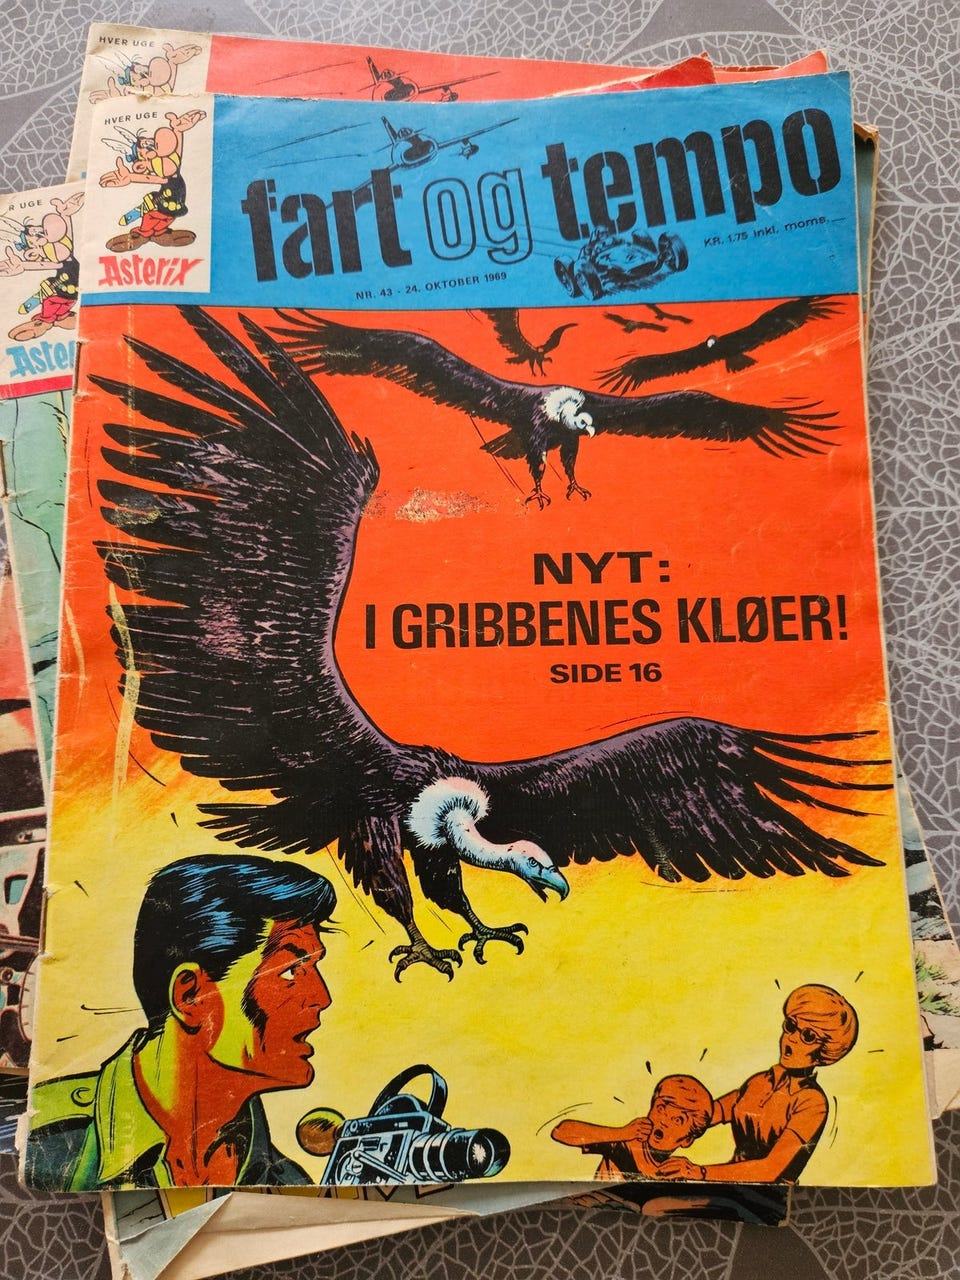 HVER UGE
HVER UGE
fart og tempo
KR. 1.75 inkl. moms.
NR. 43 - 24. OKTOBER 1969
Asterix
R UGE
Aste
NYT:
I GRIBBENES KLØER!
SIDE 16